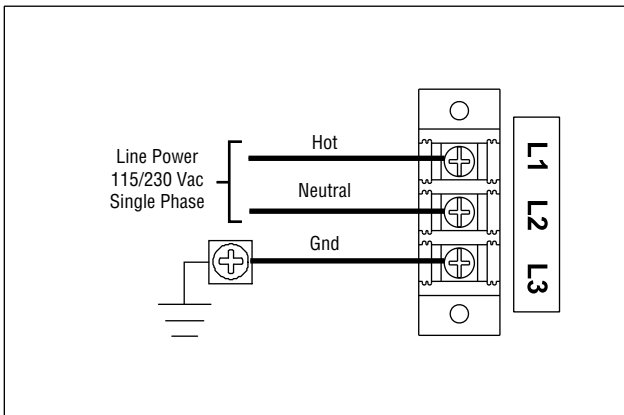 Hot
Line Power
115/230 Vac
Single Phase
Neutral
Gnd
L1
L2
L3